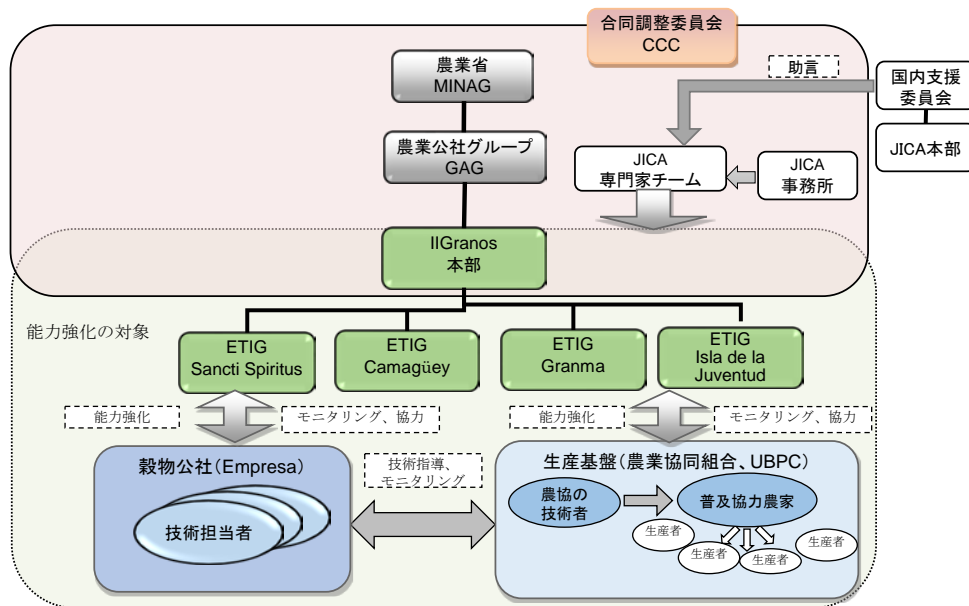 合同調整委員会
CCC
農業省
MINAG
助言
国内支援
委員会
農業公社グループ
GAG
JICA
専門家チーム
JICA
事務所
JICA本部
IIGranos
本部
能力強化の対象
ETIG
Sancti Spiritus
ETIG
Camagüey
ETIG
Granma
ETIG
Isla de la
Juventud
能力強化
モニタリング、協力
能力強化
モニタリング、協力
穀物公社(Empresa)
技術担当者
技術指導、
モニタリング
生産基盤(農業協同組合、UBPC)
農協の
技術者
普及協力農家
生産者
生産者
生産者
生産者